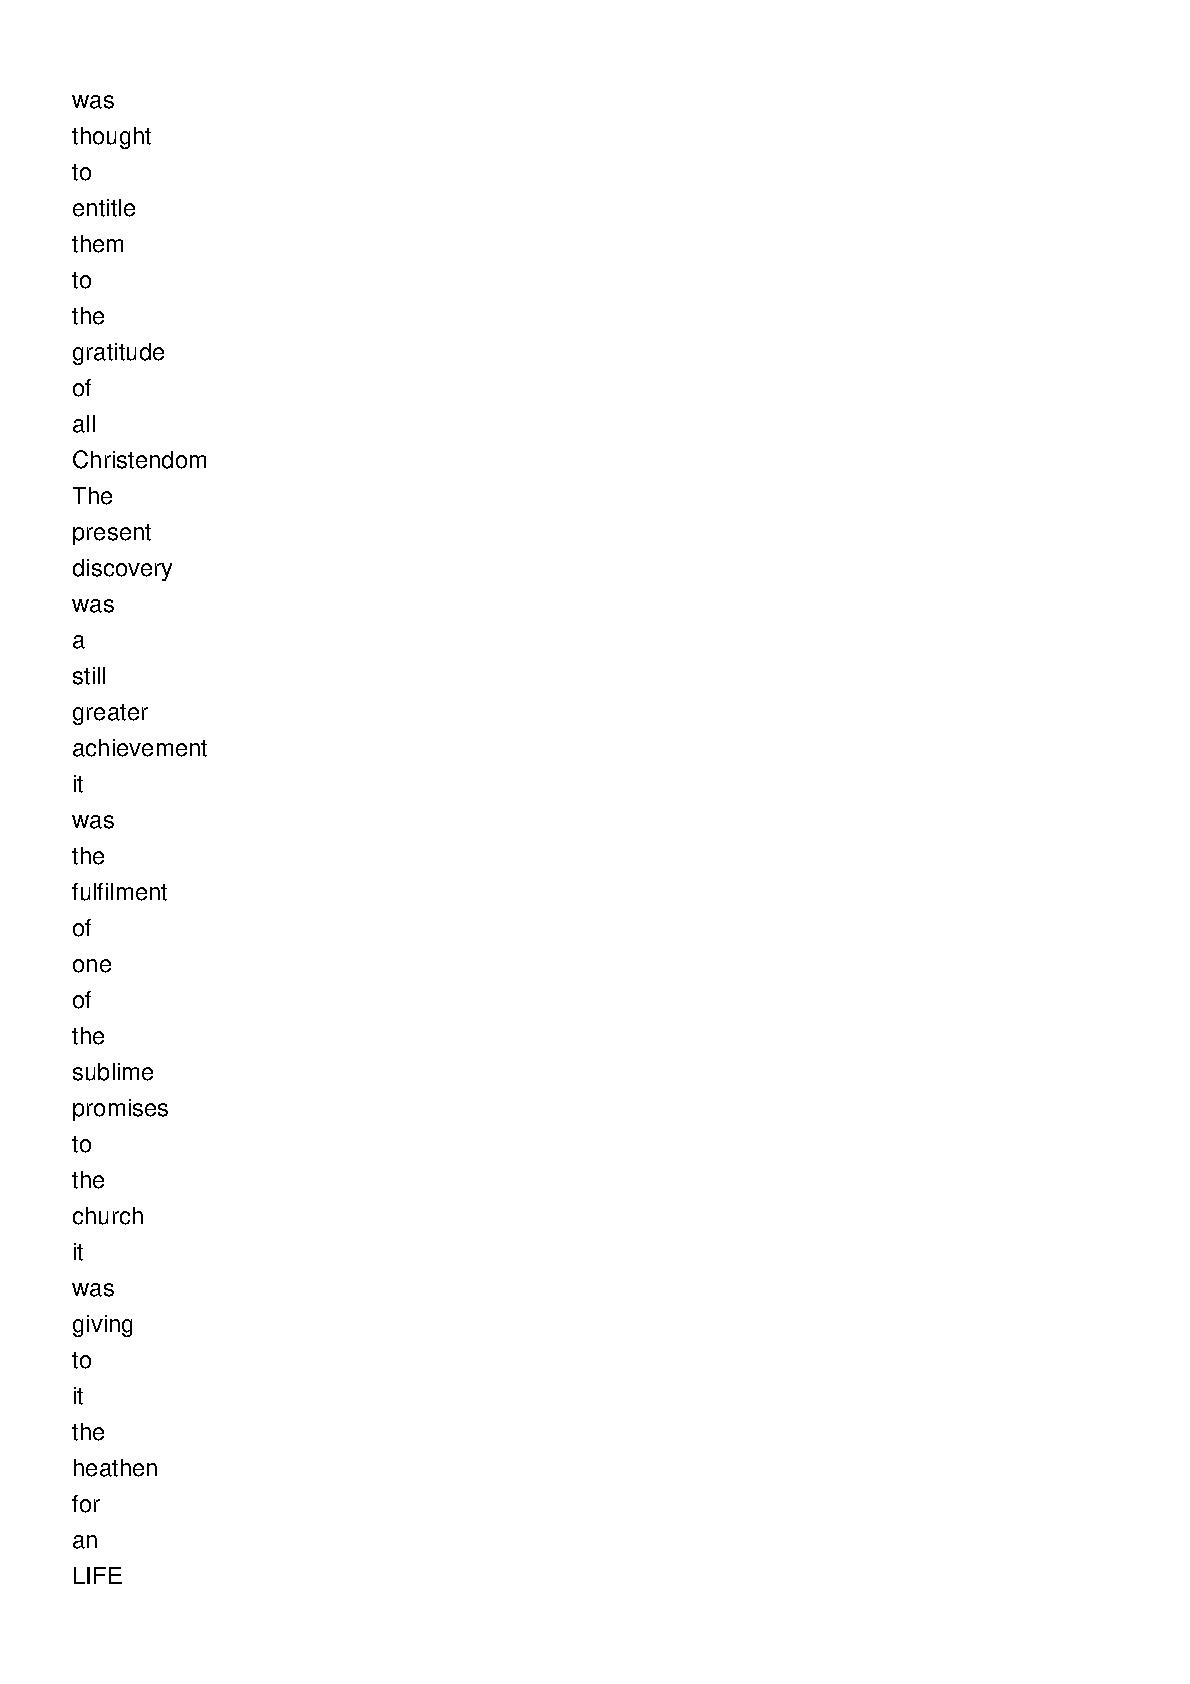 was
thought
to
entitle
them
to
the
gratitude
of
all
Christendom
The
present
discovery
was
a
still
greater
achievement
it
was
the
fulfilment
of
one
of
the
sublime
promises
to
the
church
it
was
giving
to
it
the
heathen
for
an
LIFE